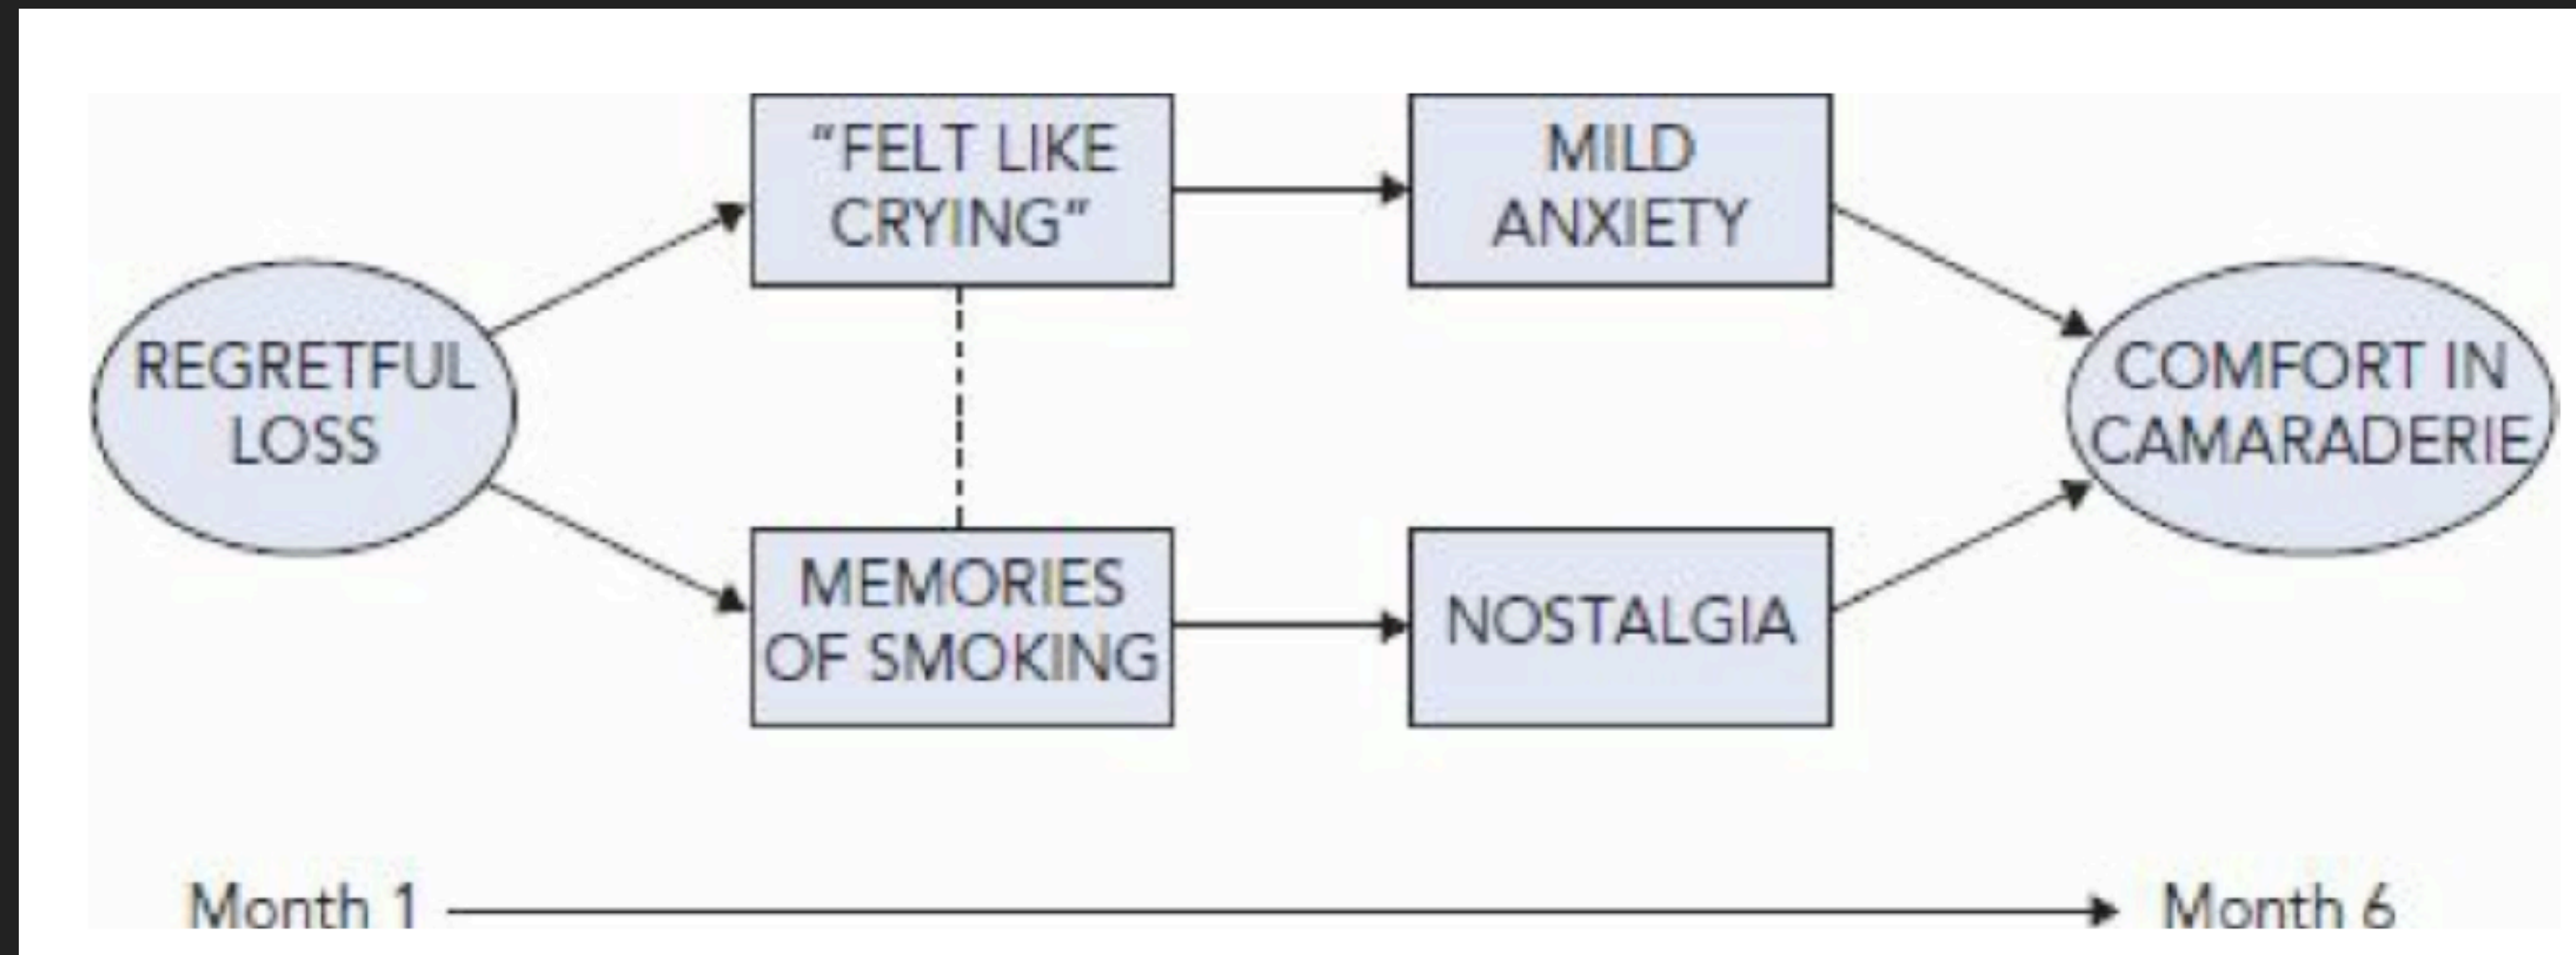 "FELT LIKE
CRYING"
MILD
ANXIETY
REGRETFUL
LOSS
COMFORT IN
CAMARADERIE
MEMORIES
OF SMOKING
NOSTALGIA
Month 1
Month 6